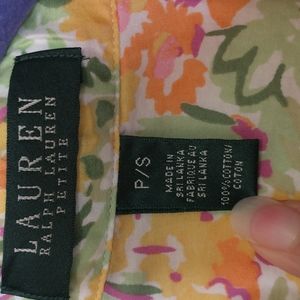 LAUREN
RALPH LAUREN
PETITE
P/S
MADE IN
SRI LANKA
FABRIQUE AU
SRI LANKA
100% COTTON/
COTON